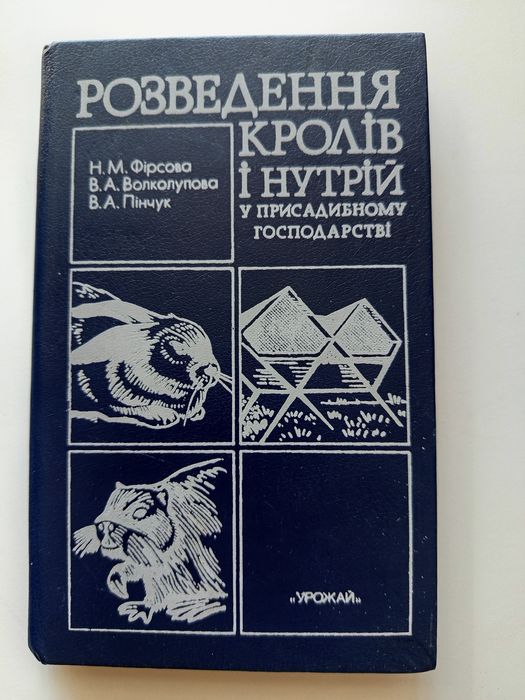 РОЗВЕДЕННЯ
КРОЛІВ
І НУТРІЙ
У ПРИСАДИБНОМУ
ГОСПОДАРСТВІ
Н. М. Фірсова
В. А. Волколупова
В. А. Пінчук
„УРОЖАЙ„